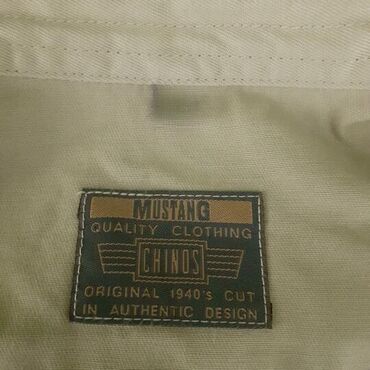 MUSTANG
QUALITY CLOTHING
CHINOS
ORIGINAL 1940's CUT
IN AUTHENTIC DESIGN